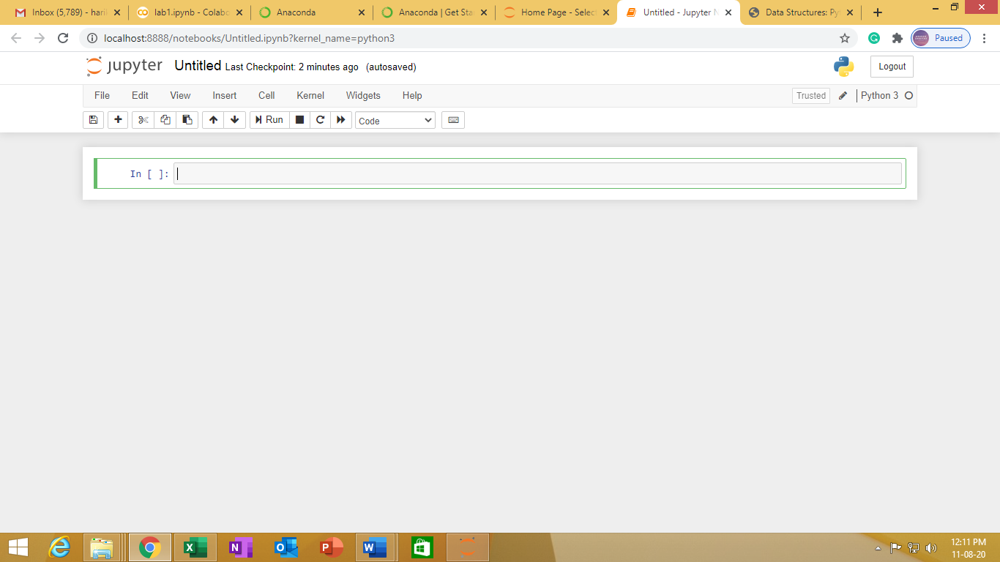 Inbox (5,789) - hari
lab1.ipynb - Colabo
Anaconda
Anaconda | Get Sta
Home Page - Select
Untitled - Jupyter N
Data Structures: Py
localhost:8888/notebooks/Untitled.ipynb?kernel_name=python3
Paused
jupyter Untitled Last Checkpoint: 2 minutes ago (autosaved)
Logout
File Edit View Insert Cell Kernel Widgets Help
Trusted
Python 3
Run
Code
In [ ]:
12:11 PM
11-08-20